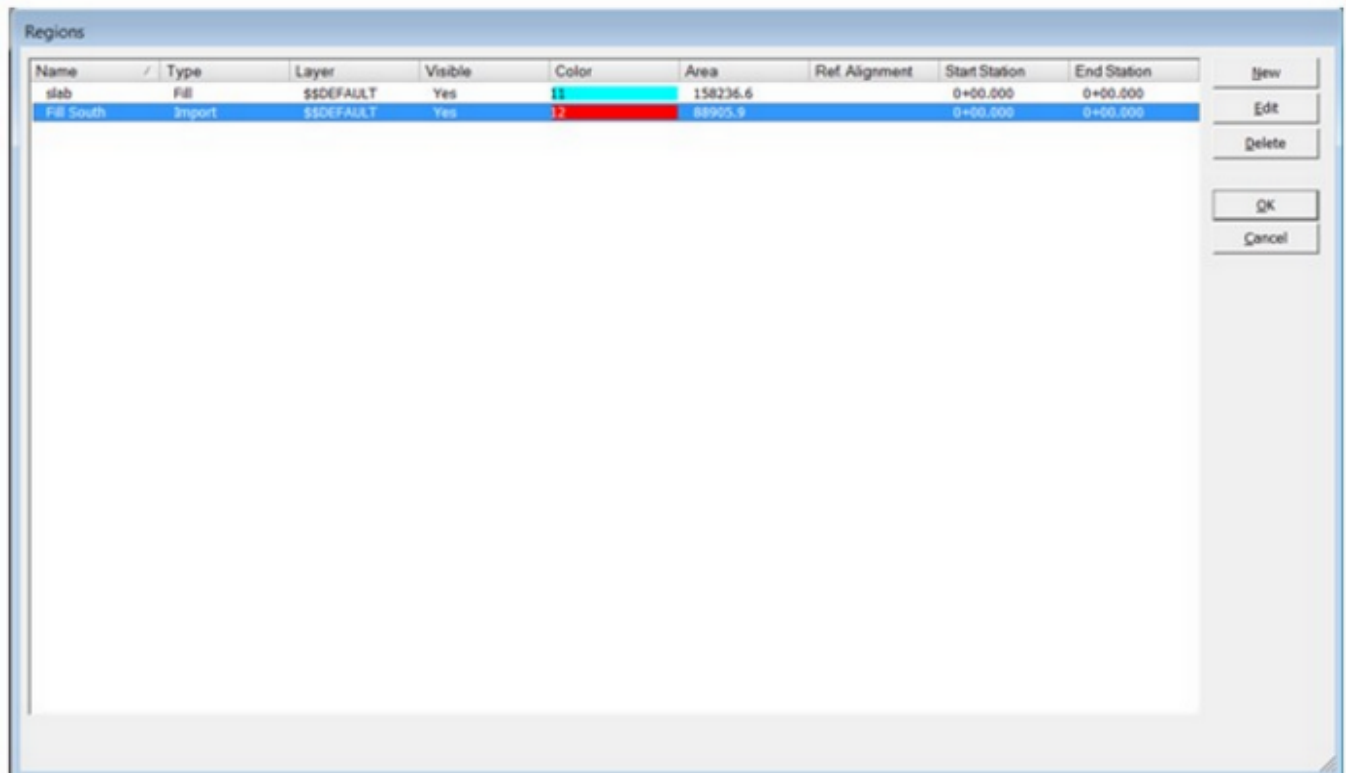 Regions
Name / Type Layer Visible Color Area Ref. Alignment Start Station End Station
slab Fill $$DEFAULT Yes 11 158236.6 0+00.000 0+00.000
Fill South Import $$DEFAULT Yes 12 88905.9 0+00.000 0+00.000
New
Edit
Delete
OK
Cancel